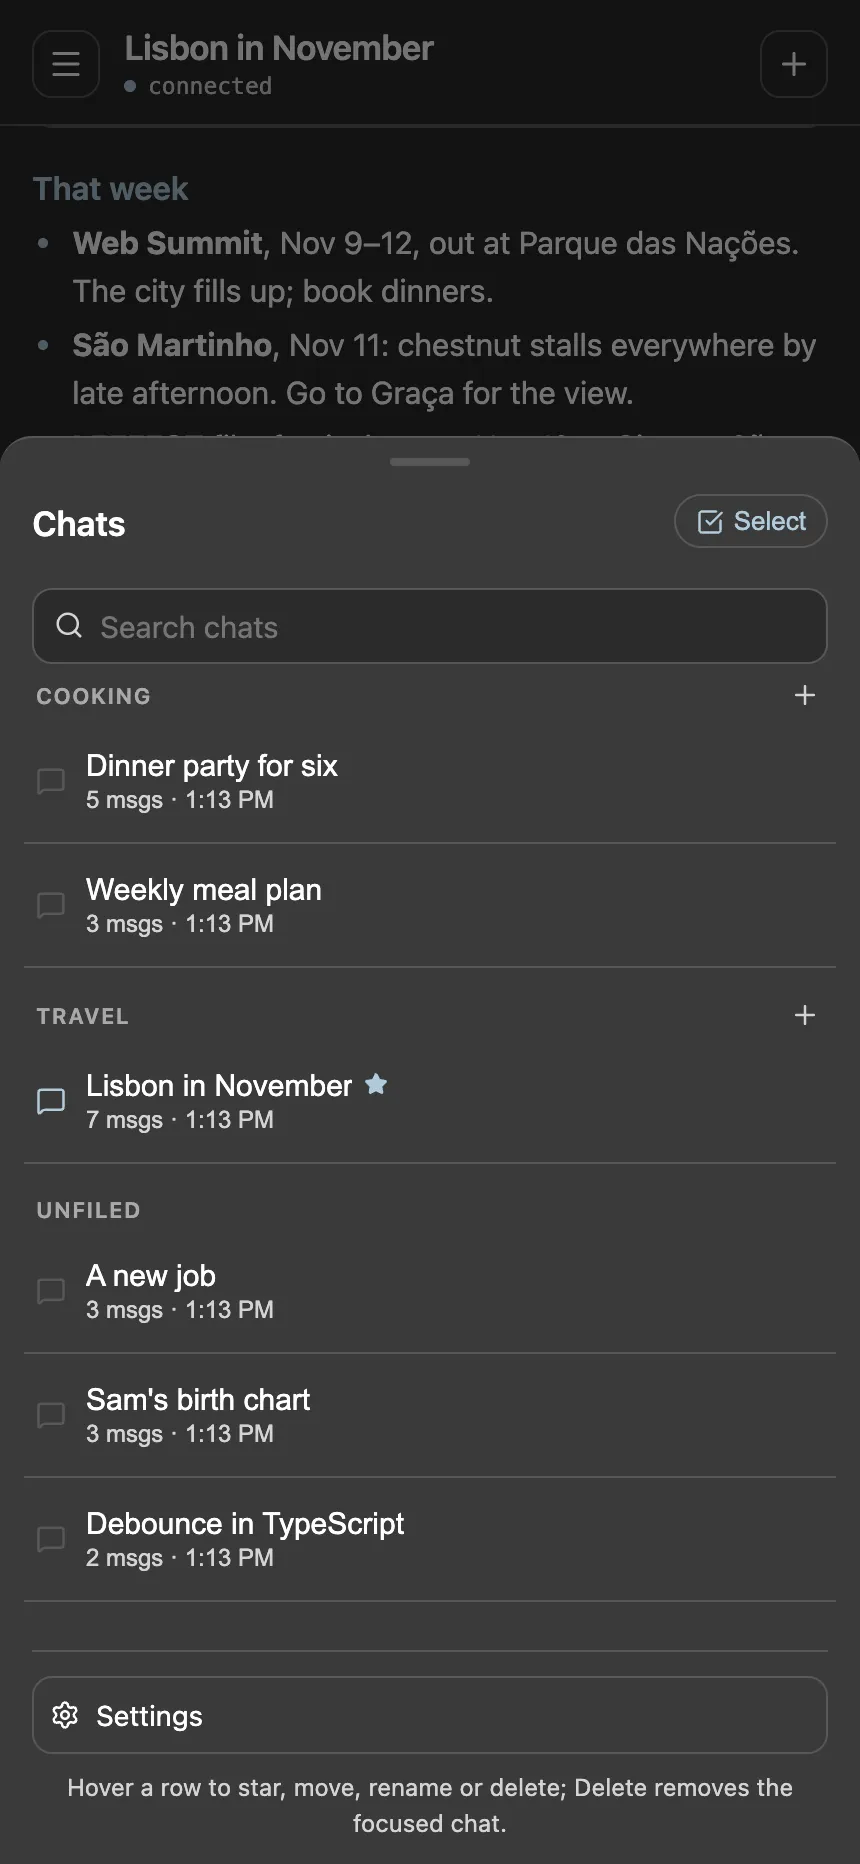 Lisbon in November
connected
That week
Web Summit, Nov 9–12, out at Parque das Nações.
The city fills up; book dinners.
São Martinho, Nov 11: chestnut stalls everywhere by
late afternoon. Go to Graça for the view.
Chats
Select
Search chats
COOKING
Dinner party for six
5 msgs · 1:13 PM
Weekly meal plan
3 msgs · 1:13 PM
TRAVEL
Lisbon in November
7 msgs · 1:13 PM
UNFILED
A new job
3 msgs · 1:13 PM
Sam's birth chart
3 msgs · 1:13 PM
Debounce in TypeScript
2 msgs · 1:13 PM
Settings
Hover a row to star, move, rename or delete; Delete removes the
focused chat.